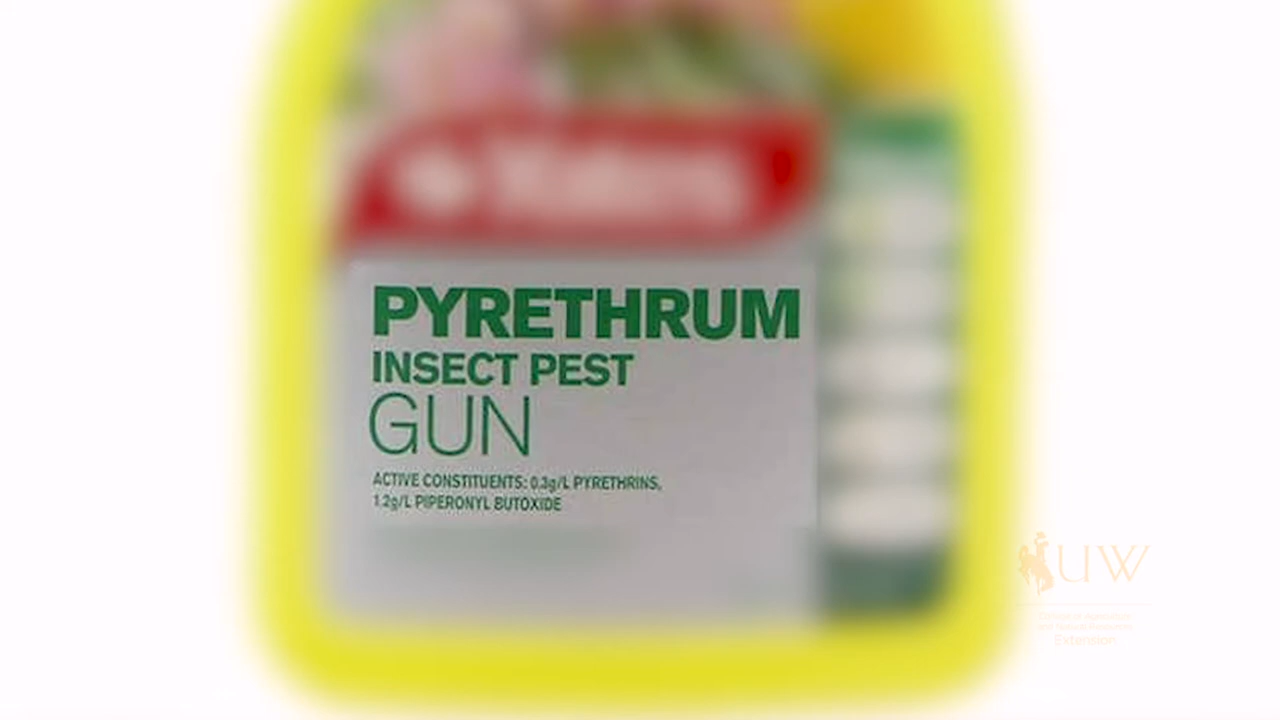 PYRETHRUM
INSECT PEST
GUN
ACTIVE CONSTITUENTS: 0.3g/L PYRETHRINS,
1.2g/L PIPERONYL BUTOXIDE
UW
Extension